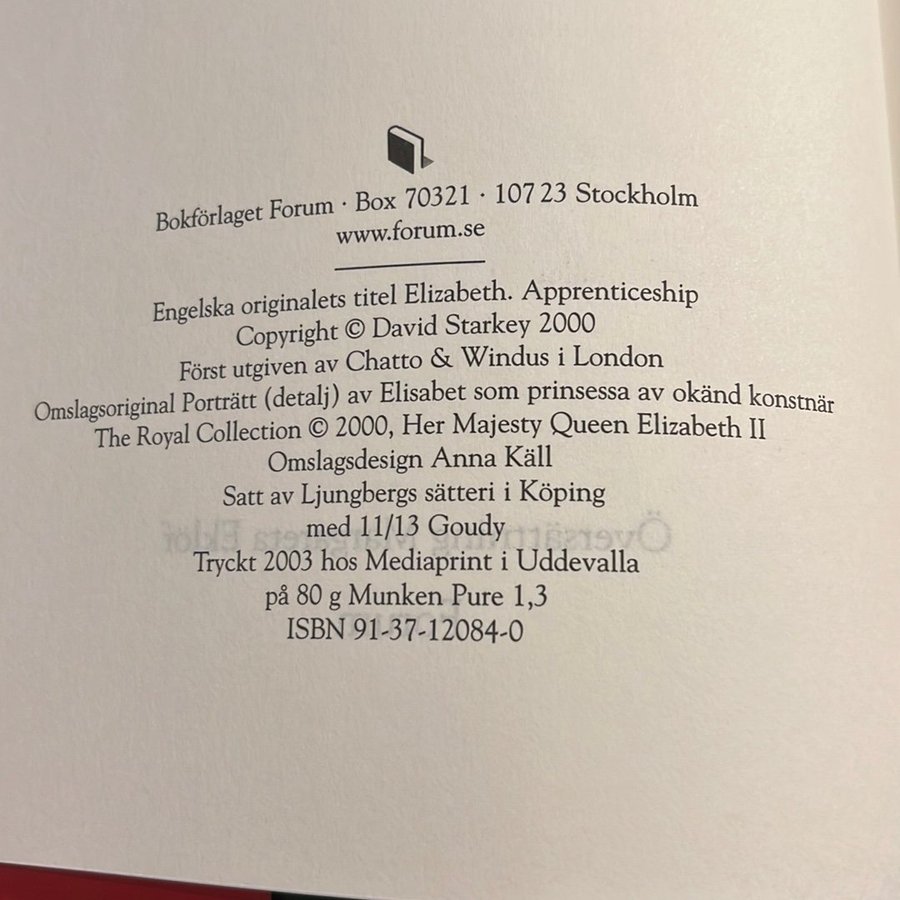 Bokförlaget Forum · Box 70321 · 107 23 Stockholm
www.forum.se
Engelska originalets titel Elizabeth. Apprenticeship
Copyright © David Starkey 2000
Först utgiven av Chatto & Windus i London
Omslagsoriginal Porträtt (detalj) av Elisabet som prinsessa av okänd konstnär
The Royal Collection © 2000, Her Majesty Queen Elizabeth II
Omslagsdesign Anna Käll
Satt av Ljungbergs sätteri i Köping
med 11/13 Goudy
Översättning Margareta Eklöf
Tryckt 2003 hos Mediaprint i Uddevalla
på 80 g Munken Pure 1,3
ISBN 91-37-12084-0